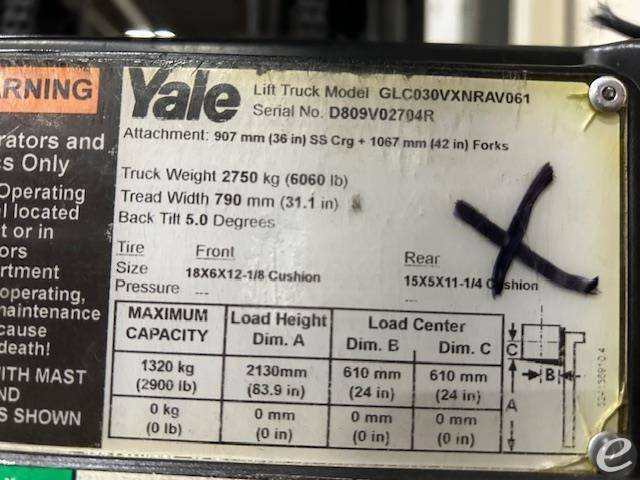 RNING
rators and
s Only
Operating
l located
t or in
ors
artment
operating,
maintenance
cause
death!
ITH MAST
ND
S SHOWN
Yale
Lift Truck Model GLC030VXNRAV061
Serial No. D809V02704R
Attachment: 907 mm (36 in) SS Crg + 1067 mm (42 in) Forks
Truck Weight 2750 kg (6060 lb)
Tread Width 790 mm (31.1 in)
Back Tilt 5.0 Degrees
Tire Front Rear
Size 18X6X12-1/8 Cushion 15X5X11-1/4 C shion
Pressure --- ---
MAXIMUM CAPACITY Load Height Dim. A Load Center Dim. B Dim. C
1320 kg 2130mm 610 mm 610 mm
(2900 lb) (83.9 in) (24 in) (24 in)
0 kg 0 mm 0 mm 0 mm
(0 lb) (0 in) (0 in) (0 in)
C
B
A
e